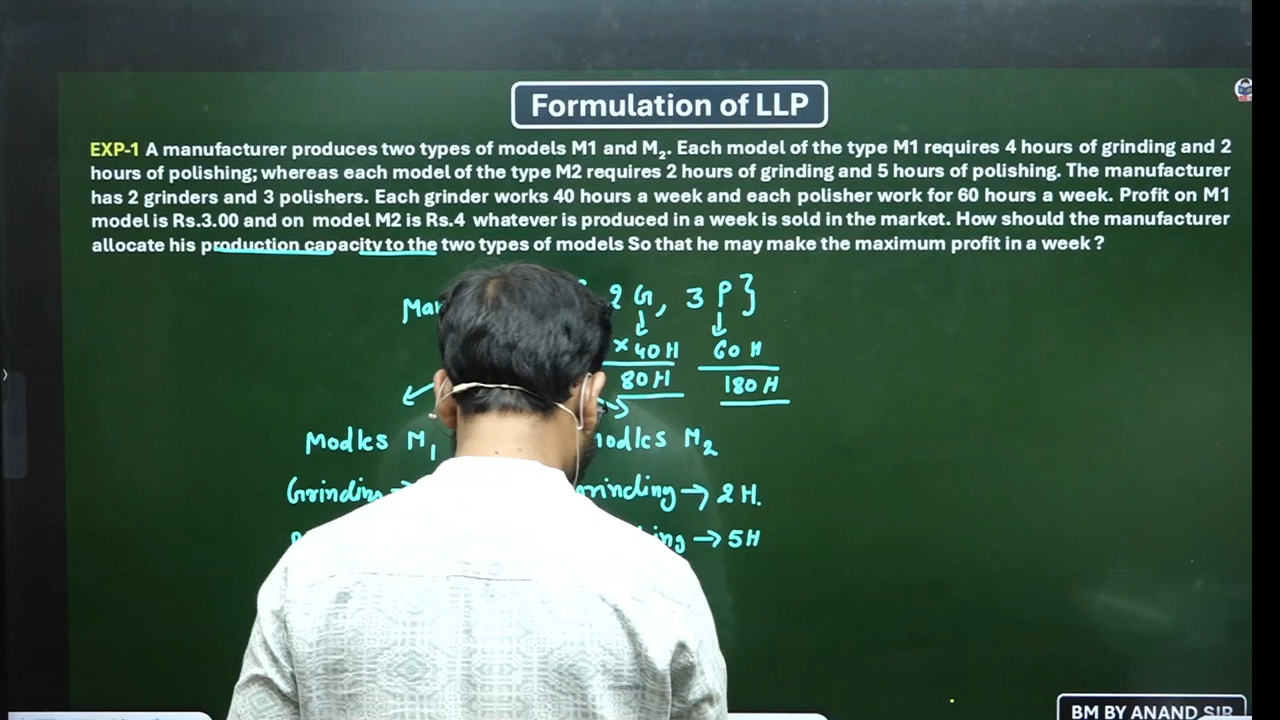 Formulation of LLP
EXP-1 A manufacturer produces two types of models M1 and M₂. Each model of the type M1 requires 4 hours of grinding and 2
hours of polishing; whereas each model of the type M2 requires 2 hours of grinding and 5 hours of polishing. The manufacturer
has 2 grinders and 3 polishers. Each grinder works 40 hours a week and each polisher work for 60 hours a week. Profit on M1
model is Rs.3.00 and on model M2 is Rs.4 whatever is produced in a week is sold in the market. How should the manufacturer
allocate his production capacity to the two types of models So that he may make the maximum profit in a week ?
2 G, 3 P}
× 40H 60 H
80 H 180 H
Modles M₁ M₂
Grinding → → 2 H.
→ 5H
BM BY ANAND SIR